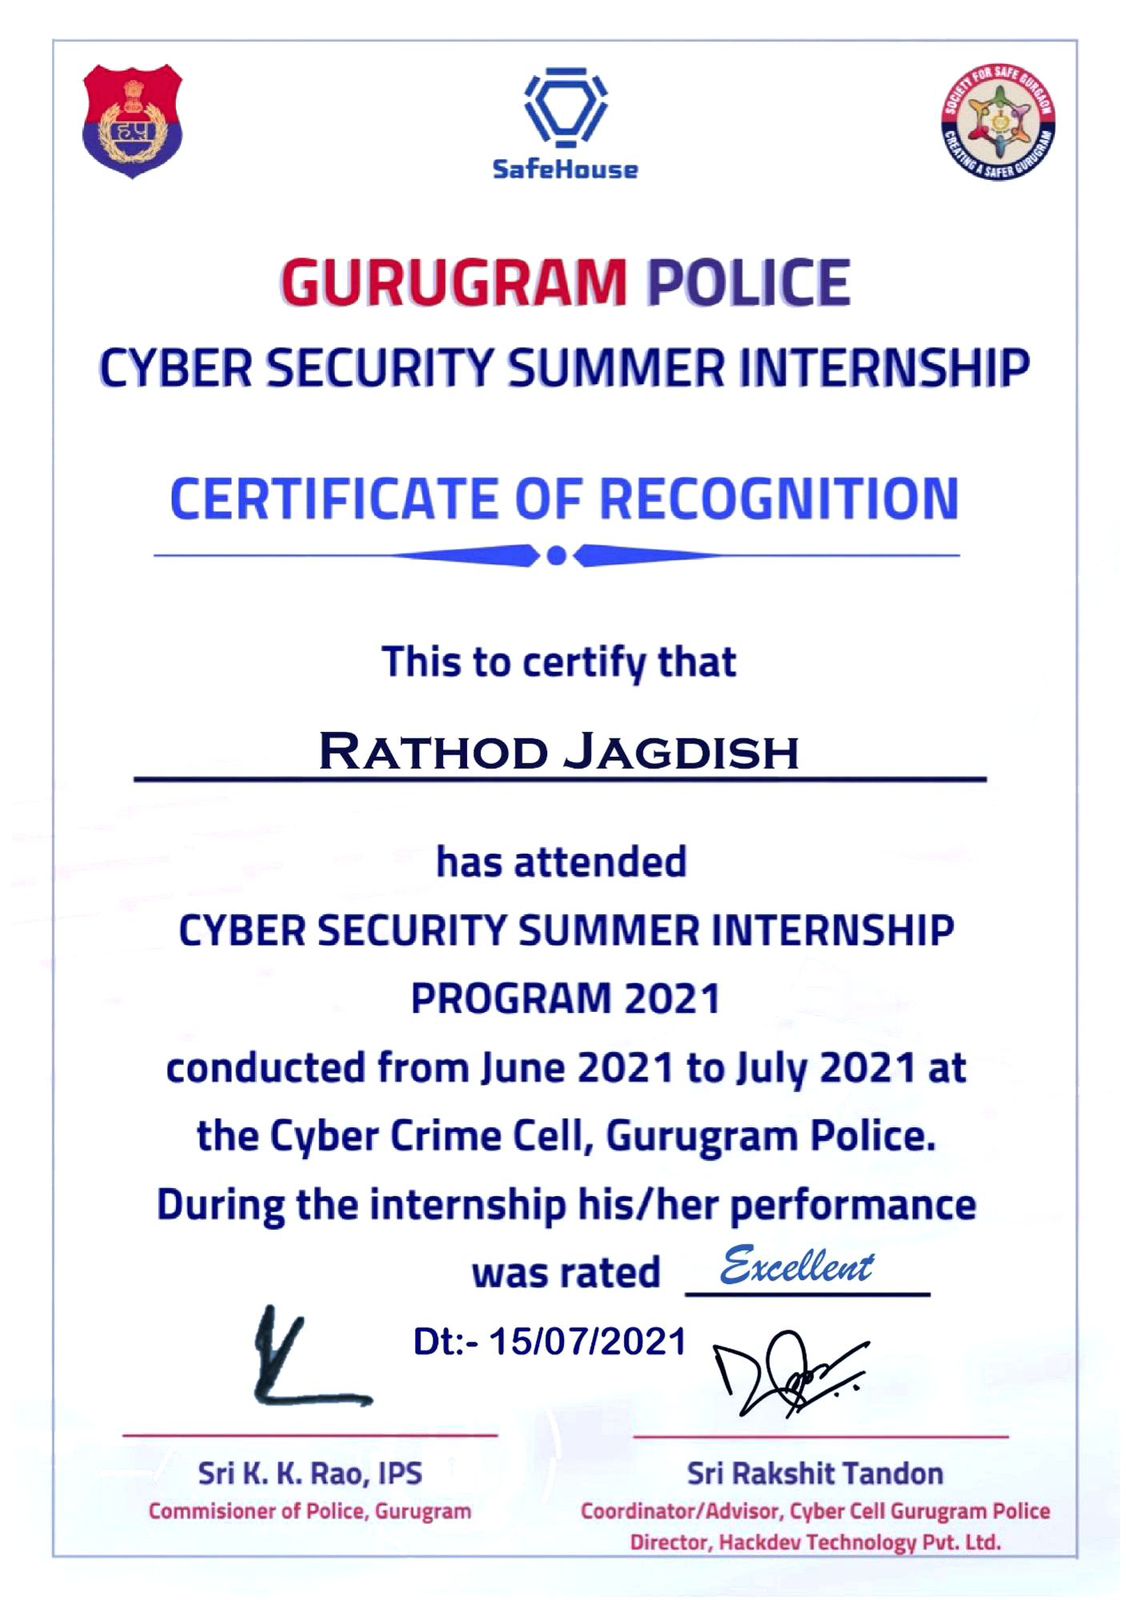 ह पु
SafeHouse
SOCIETY FOR SAFE GURGAON
CREATING A SAFER GURUGRAM
GURUGRAM POLICE
CYBER SECURITY SUMMER INTERNSHIP
CERTIFICATE OF RECOGNITION
This to certify that
RATHOD JAGDISH
has attended
CYBER SECURITY SUMMER INTERNSHIP
PROGRAM 2021
conducted from June 2021 to July 2021 at
the Cyber Crime Cell, Gurugram Police.
During the internship his/her performance
was rated Excellent
Dt:- 15/07/2021
Sri K. K. Rao, IPS
Commisioner of Police, Gurugram
Sri Rakshit Tandon
Coordinator/Advisor, Cyber Cell Gurugram Police
Director, Hackdev Technology Pvt. Ltd.